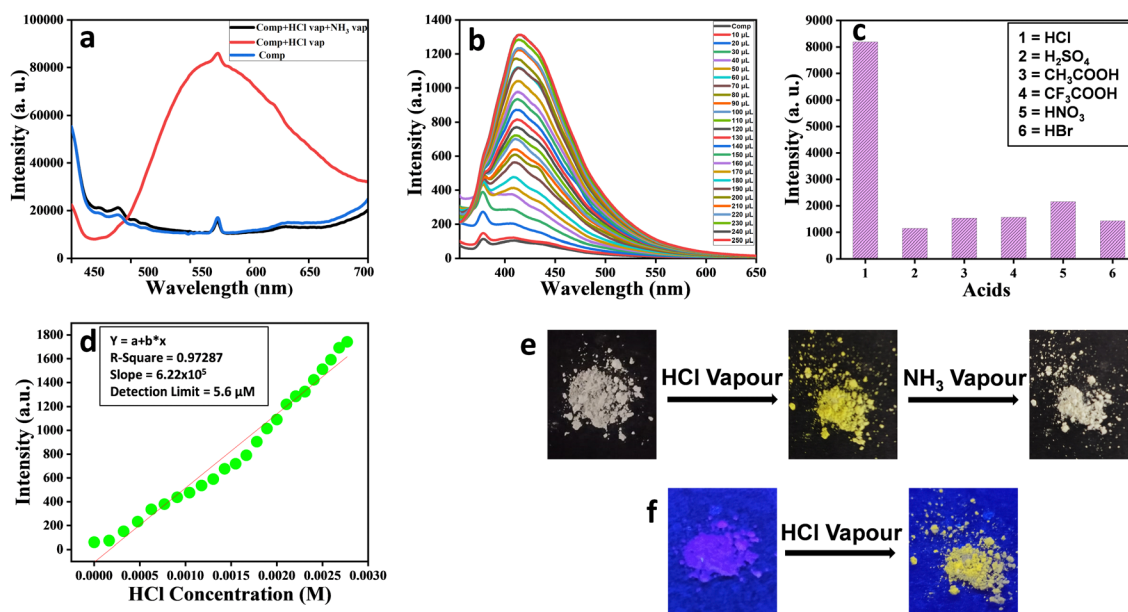 a
Comp+HCl vap+NH₃ vap
Comp+HCl vap
Comp
Intensity (a. u.)
100000
80000
60000
40000
20000
0
450
500
550
600
650
700
Wavelength (nm)
b
Intensity (a.u.)
1400
1200
1000
800
600
400
200
0
400
450
500
550
600
650
Wavelength (nm)
Comp
10 µL
20 µL
30 µL
40 µL
50 µL
60 µL
70 µL
80 µL
90 µL
100 µL
110 µL
120 µL
130 µL
140 µL
150 µL
160 µL
170 µL
180 µL
190 µL
200 µL
210 µL
220 µL
230 µL
240 µL
250 µL
c
Intensity (a. u.)
9000
8000
7000
6000
5000
4000
3000
2000
1000
0
1
2
3
4
5
6
Acids
1 = HCl
2 = H₂SO₄
3 = CH₃COOH
4 = CF₃COOH
5 = HNO₃
6 = HBr
d
Y = a+b*x
R-Square = 0.97287
Slope = 6.22x10⁵
Detection Limit = 5.6 µM
Intensity (a.u.)
1800
1600
1400
1200
1000
800
600
400
200
0
0.0000
0.0005
0.0010
0.0015
0.0020
0.0025
0.0030
HCl Concentration (M)
e
HCl Vapour
NH₃ Vapour
f
HCl Vapour